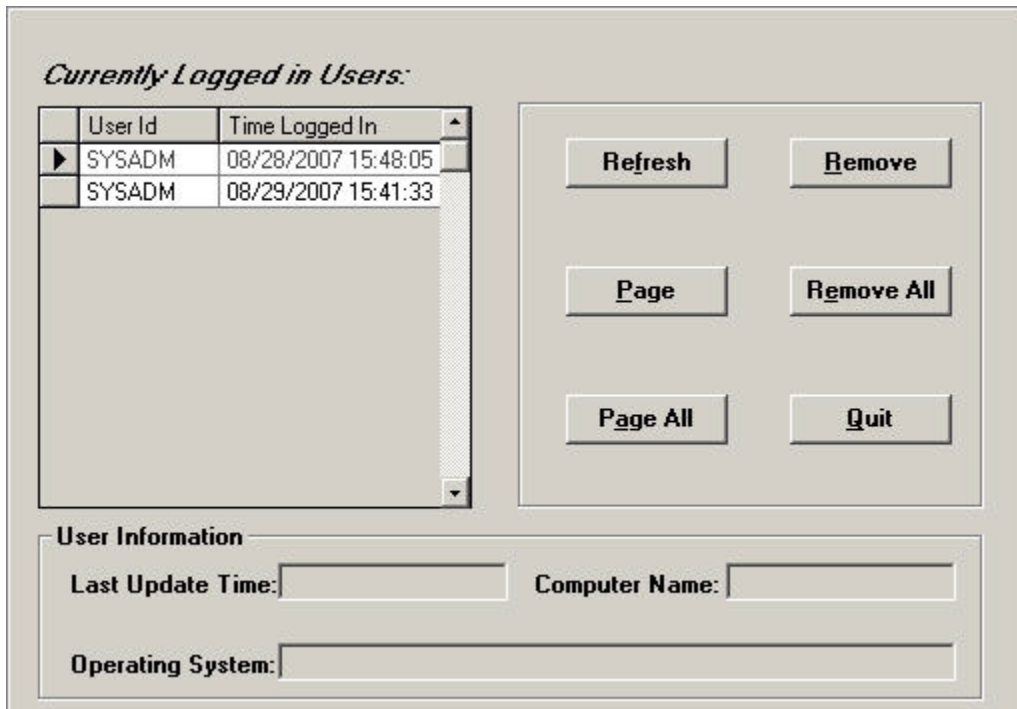 Currently Logged in Users:
User Id Time Logged In
SYSADM 08/28/2007 15:48:05
SYSADM 08/29/2007 15:41:33
Refresh Remove
Page Remove All
Page All Quit
User Information
Last Update Time: Computer Name:
Operating System: